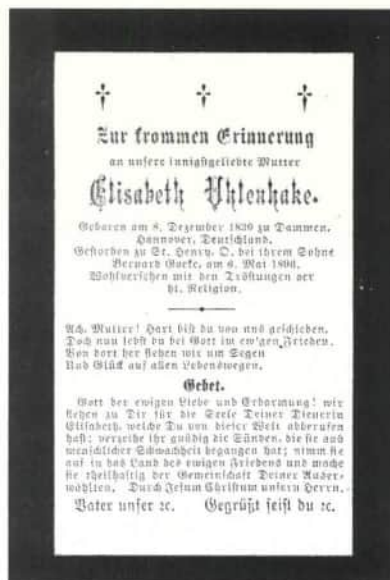 Zur frommen Erinnerung
an unsere innigstgeliebte Mutter
Elisabeth Uhlenhake.
Geboren am 8. Dezember 1820 zu Dammen,
Hannover, Deutschland.
Gestorben zu St. Henry, O. bei ihrem Sohne
Bernard Goeke, am 6. Mai
Wohlversehen mit den Tröstungen der
hl. Religion.
Ach, Mutter! Hart bist du von uns geschieden.
Doch nun lebst du bei Gott im ew'gen Frieden.
Von dort her flehen wir um Segen
Und Glück auf allen Lebenswegen.
Gebet.
Gott der ewigen Liebe und Erbarmung! wir
flehen zu Dir für die Seele Deiner Dienerin
Elisabeth, welche Du von dieser Welt abberufen
hast; verzeihe ihr gnädig die Sünden, die sie aus
menschlicher Schwachheit begangen hat; nimm sie
auf in das Land des ewigen Friedens und mache
sie theilhaftig der Gemeinschaft Deiner Auser-
wählten. Durch Jesum Christum unsern Herrn.
Vater unser ꝛc. Gegrüßt seist du ꝛc.